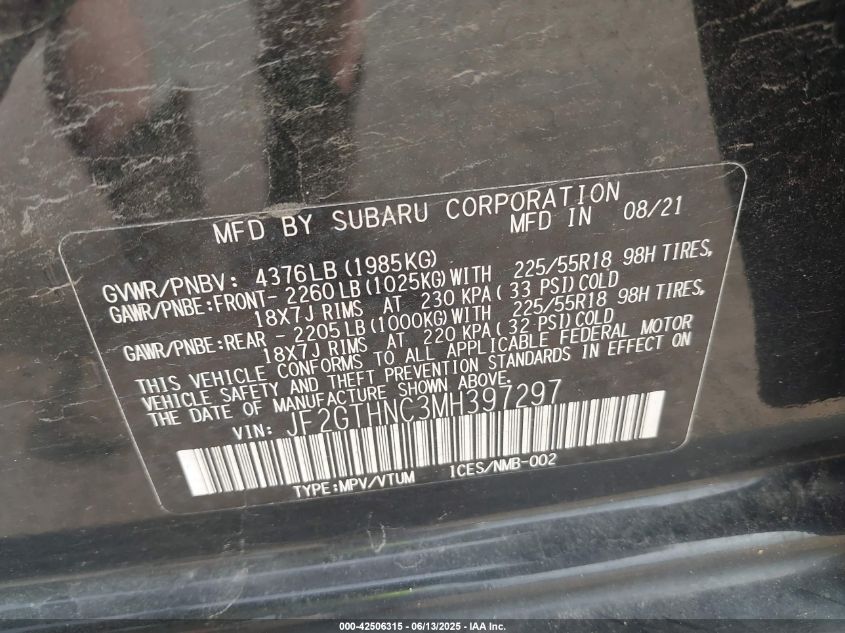 MFD BY SUBARU CORPORATION
MFD IN 08/21
GVWR/PNBV: 4376LB(1985KG)
GAWR/PNBE:FRONT- 2260LB(1025KG)WITH 225/55R18 98H TIRES,
18X7J RIMS AT 230 KPA(33 PSI)COLD
GAWR/PNBE:REAR - 2205LB(1000KG)WITH 225/55R18 98H TIRES,
18X7J RIMS AT 220 KPA(32 PSI)COLD
THIS VEHICLE CONFORMS TO ALL APPLICABLE FEDERAL MOTOR
VEHICLE SAFETY AND THEFT PREVENTION STANDARDS IN EFFECT ON
THE DATE OF MANUFACTURE SHOWN ABOVE.
VIN: JF2GTHNC3MH397297
TYPE:MPV/VTUM ICES/NMB-002
000-42506315 - 06/13/2025 - IAA Inc.